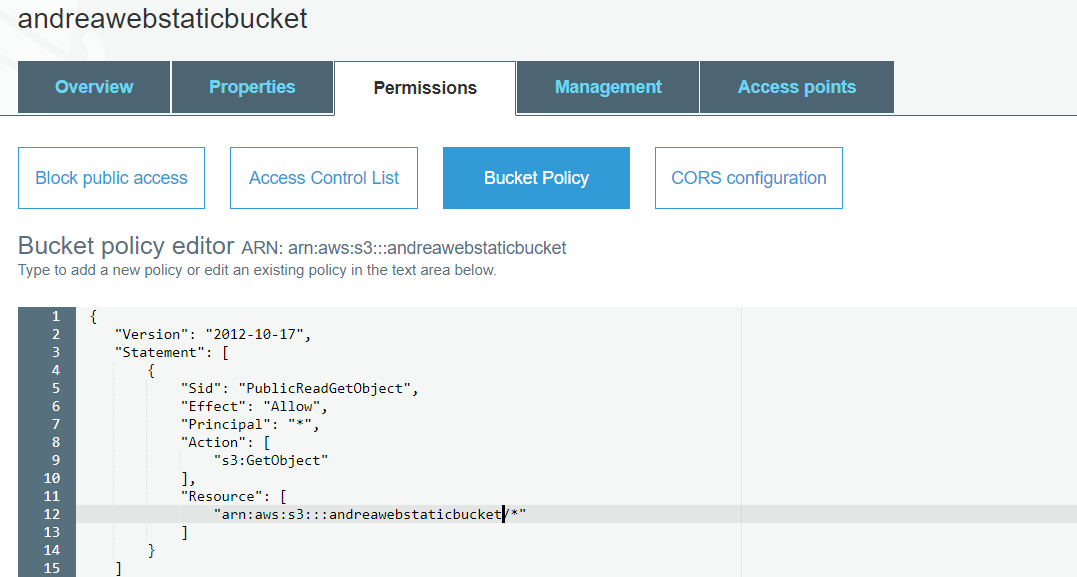 andreawebstaticbucket
Overview Properties Permissions Management Access points
Block public access Access Control List Bucket Policy CORS configuration
Bucket policy editor ARN: arn:aws:s3:::andreawebstaticbucket
Type to add a new policy or edit an existing policy in the text area below.
1 {
2 "Version": "2012-10-17",
3 "Statement": [
4 {
5 "Sid": "PublicReadGetObject",
6 "Effect": "Allow",
7 "Principal": "*",
8 "Action": [
9 "s3:GetObject"
10 ],
11 "Resource": [
12 "arn:aws:s3:::andreawebstaticbucket/*"
13 ]
14 }
15 ]